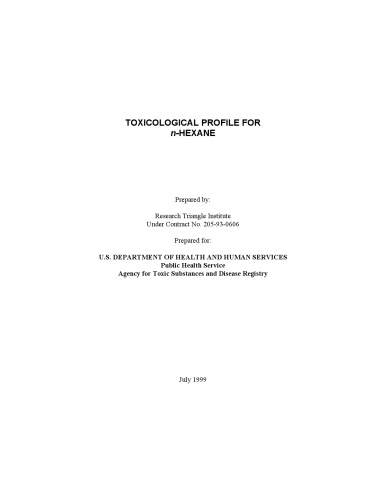 TOXICOLOGICAL PROFILE FOR
n-HEXANE
Prepared by:
Research Triangle Institute
Under Contract No. 205-93-0606
Prepared for:
U.S. DEPARTMENT OF HEALTH AND HUMAN SERVICES
Public Health Service
Agency for Toxic Substances and Disease Registry
July 1999